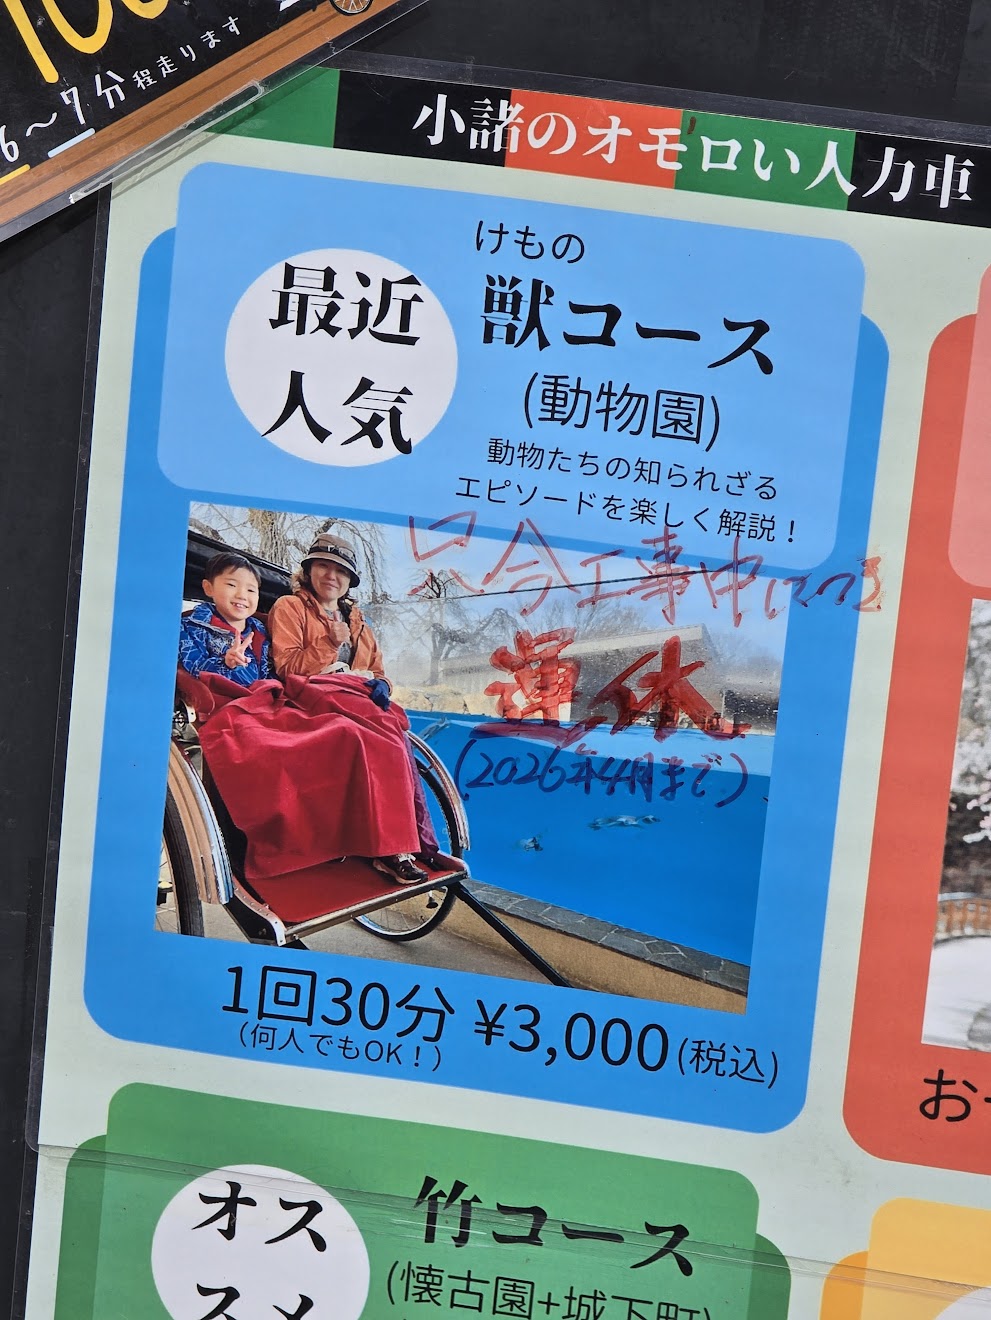 6～7分程走ります
小諸のオモロい人力車
最近
人気
けもの
獣コース
(動物園)
動物たちの知られざる
エピソードを楽しく解説！
只今工事中につき
運休
(2026年4月まで)
1回30分 ¥3,000(税込)
(何人でもOK！)
オス
スメ
竹コース
(懐古園+城下町)
お